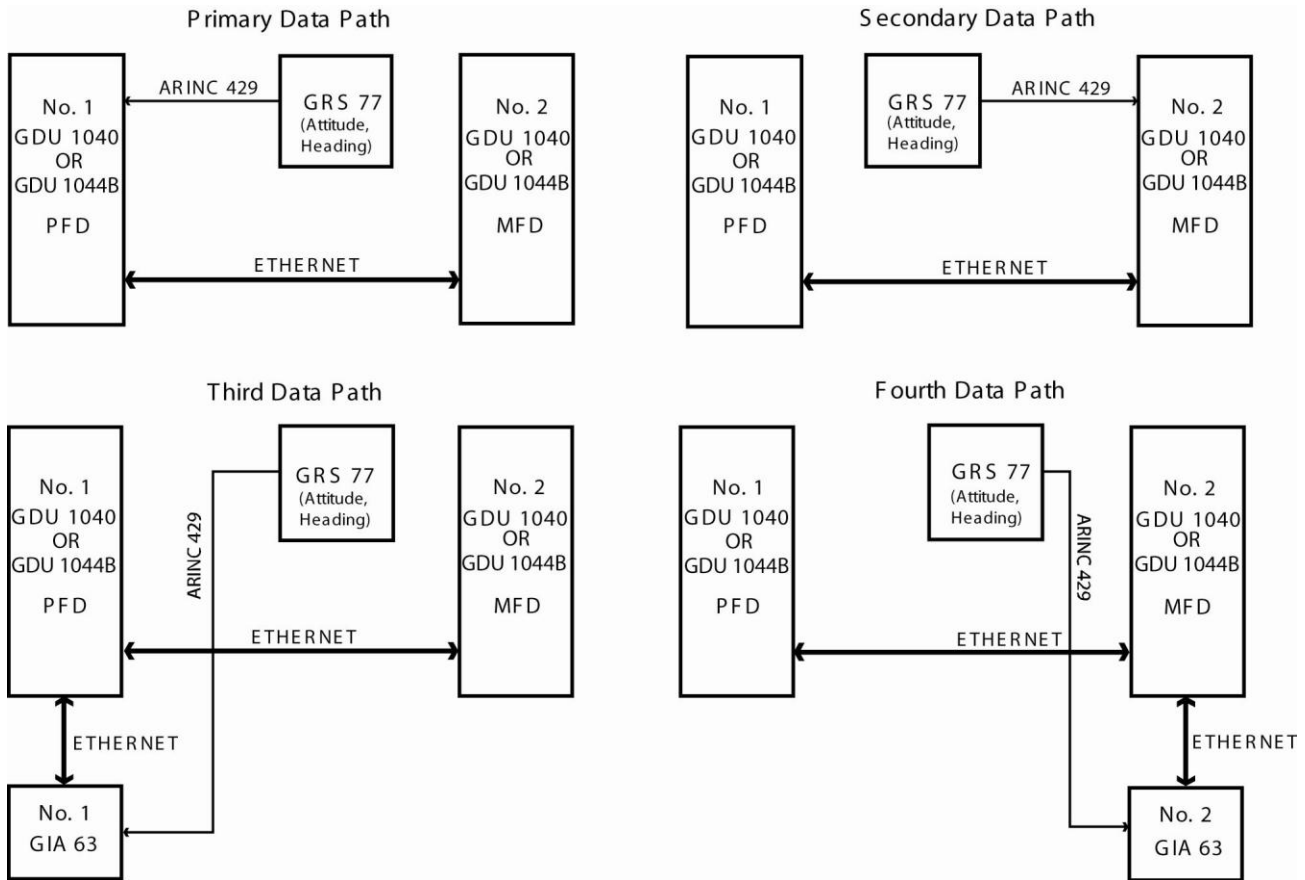 Primary Data Path
No. 1
GDU 1040
OR
GDU 1044B
PFD
ARINC 429
GRS 77
(Attitude,
Heading)
No. 2
GDU 1040
OR
GDU 1044B
MFD
ETHERNET
Secondary Data Path
No. 1
GDU 1040
OR
GDU 1044B
PFD
GRS 77
(Attitude,
Heading)
ARINC 429
No. 2
GDU 1040
OR
GDU 1044B
MFD
ETHERNET
Third Data Path
No. 1
GDU 1040
OR
GDU 1044B
PFD
ARINC 429
GRS 77
(Attitude,
Heading)
No. 2
GDU 1040
OR
GDU 1044B
MFD
ETHERNET
ETHERNET
No. 1
GIA 63
Fourth Data Path
No. 1
GDU 1040
OR
GDU 1044B
PFD
GRS 77
(Attitude,
Heading)
ARINC 429
No. 2
GDU 1040
OR
GDU 1044B
MFD
ETHERNET
ETHERNET
No. 2
GIA 63